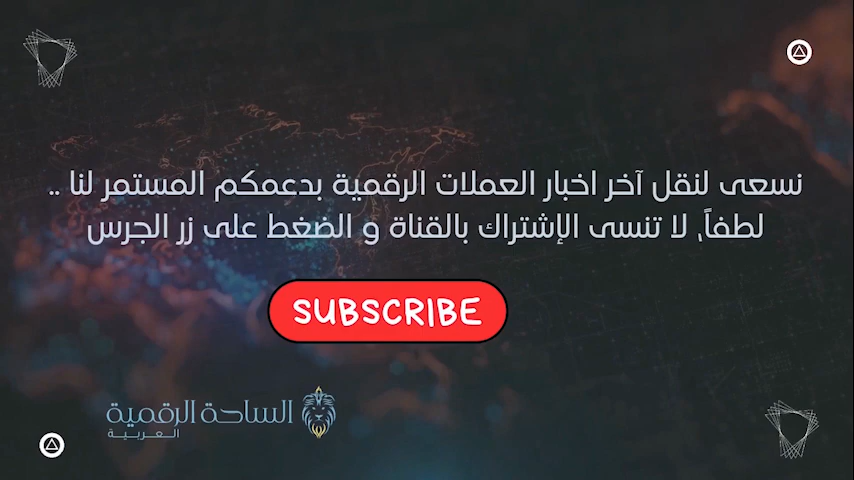 نسعى لنقل آخر اخبار العملات الرقمية بدعمكم المستمر لنا ..
لطفاً، لا تنسى الإشتراك بالقناة و الضغط على زر الجرس
SUBSCRIBE
الساحة الرقمية
العربية